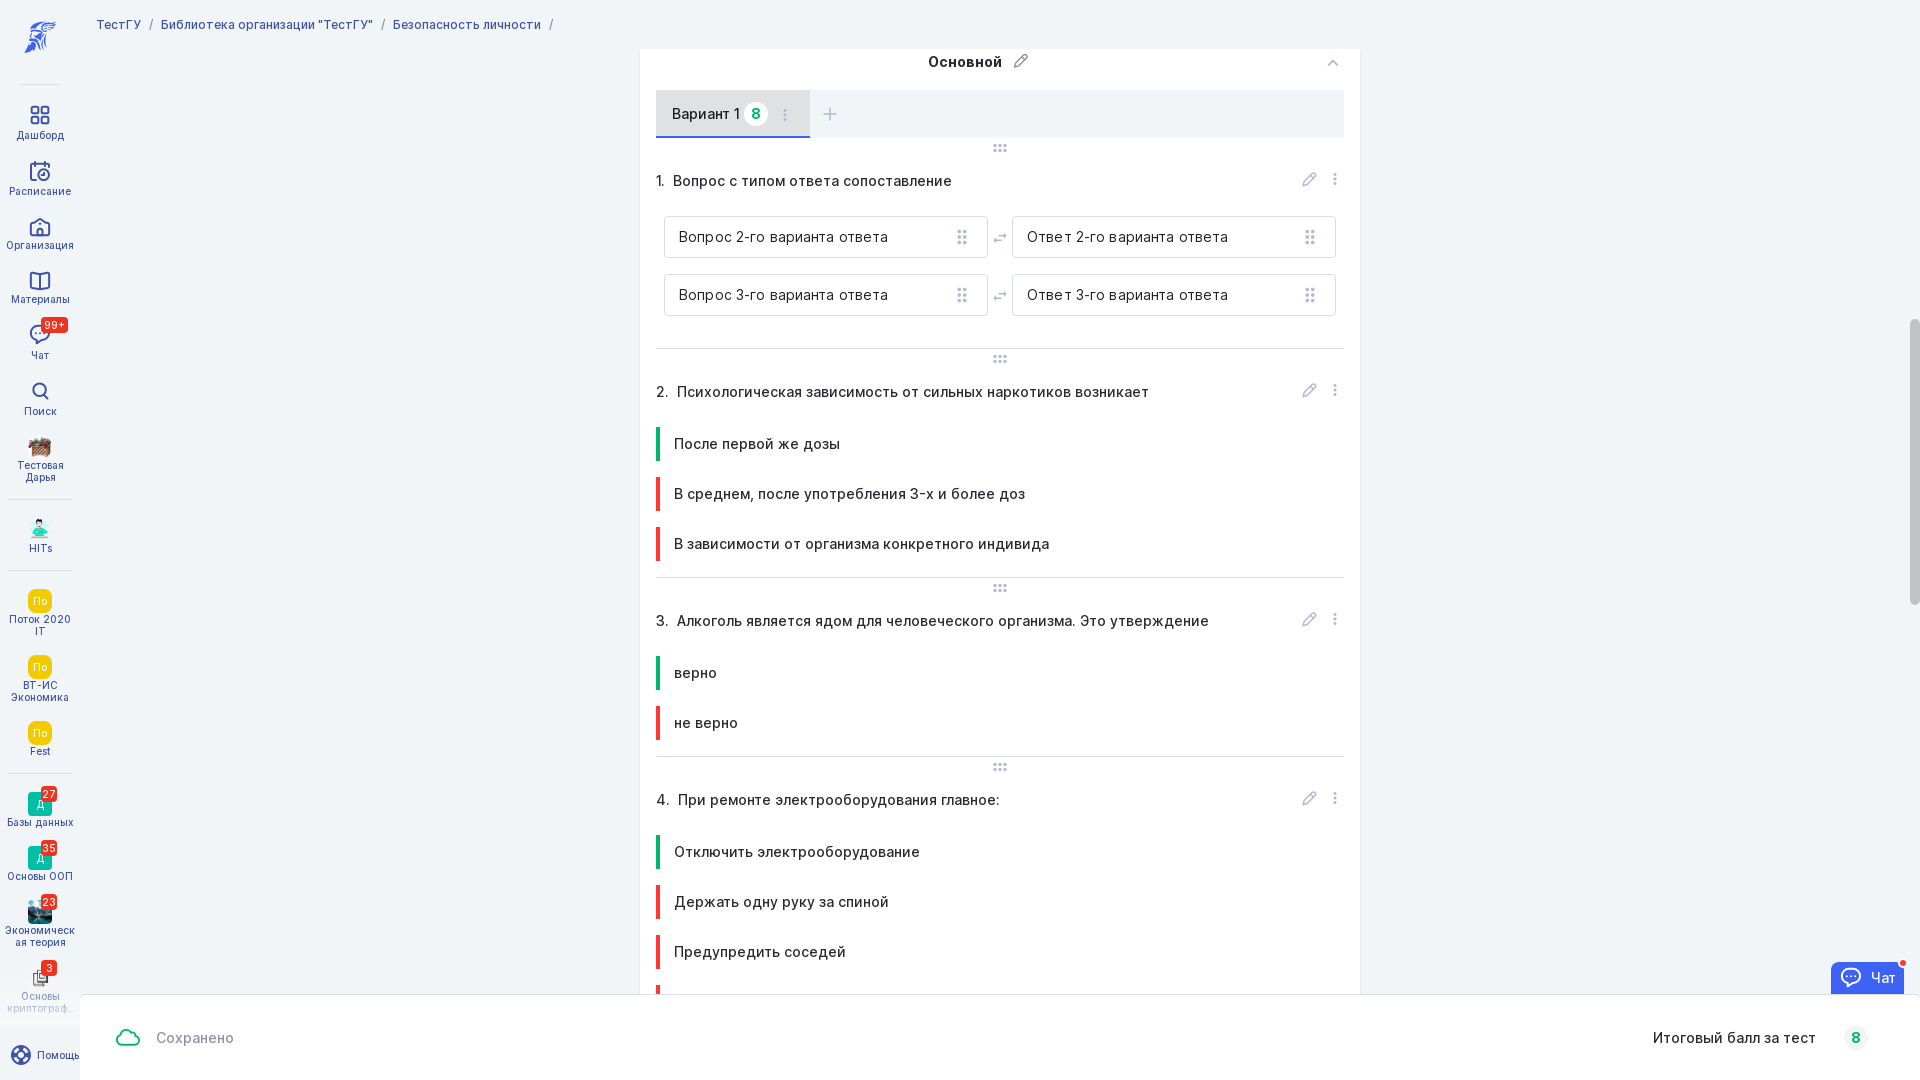 ТестГУ / Библиотека организации "ТестГУ" / Безопасность личности /
Дашборд
Расписание
Организация
Материалы
99+
Чат
Поиск
Тестовая
Дарья
HITs
По
Поток 2020
IT
По
ВТ-ИС
Экономика
По
Fest
27
Д
Базы данных
35
Д
Основы ООП
23
Экономическ
ая теория
3
Основы
криптограф...
Помощь
Основной
Вариант 1 8
1. Вопрос с типом ответа сопоставление
Вопрос 2-го варианта ответа
Ответ 2-го варианта ответа
Вопрос 3-го варианта ответа
Ответ 3-го варианта ответа
2. Психологическая зависимость от сильных наркотиков возникает
После первой же дозы
В среднем, после употребления 3-х и более доз
В зависимости от организма конкретного индивида
3. Алкоголь является ядом для человеческого организма. Это утверждение
верно
не верно
4. При ремонте электрооборудования главное:
Отключить электрооборудование
Держать одну руку за спиной
Предупредить соседей
Чат
Сохранено
Итоговый балл за тест 8